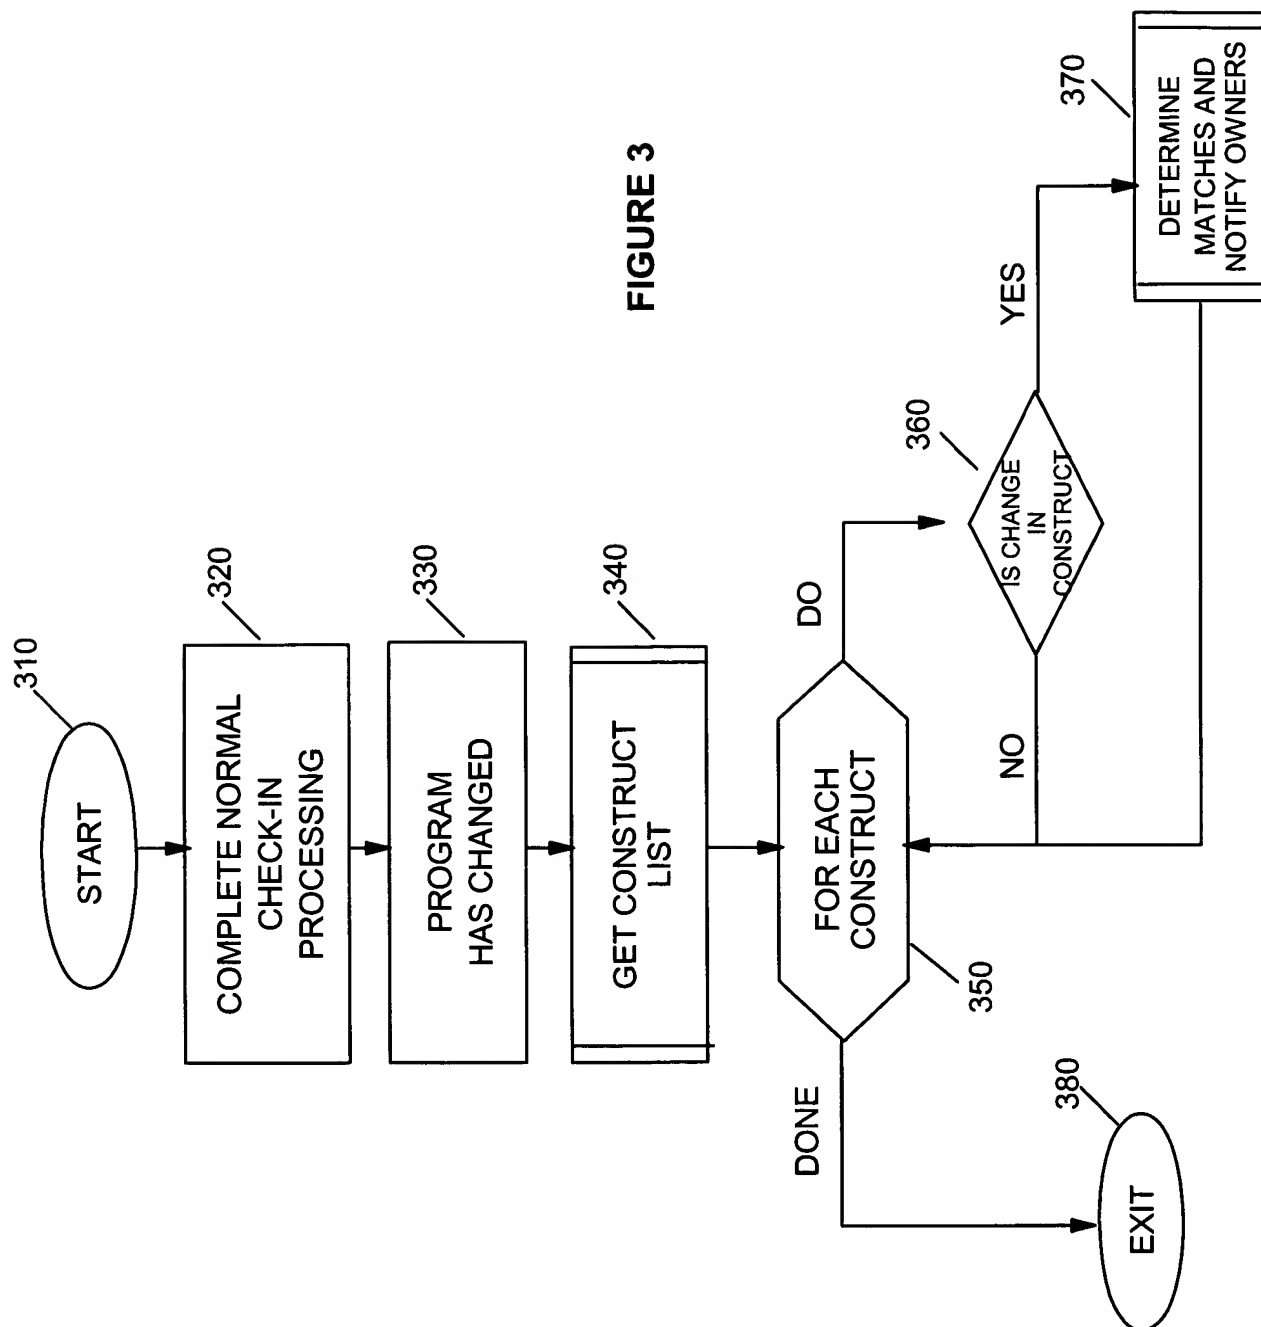 310
START
320
COMPLETE NORMAL
CHECK-IN
PROCESSING
330
PROGRAM
HAS CHANGED
340
GET CONSTRUCT
LIST
FOR EACH
CONSTRUCT
350
DO
DONE
360
IS CHANGE
IN
CONSTRUCT
NO
YES
370
DETERMINE
MATCHES AND
NOTIFY OWNERS
380
EXIT
FIGURE 3